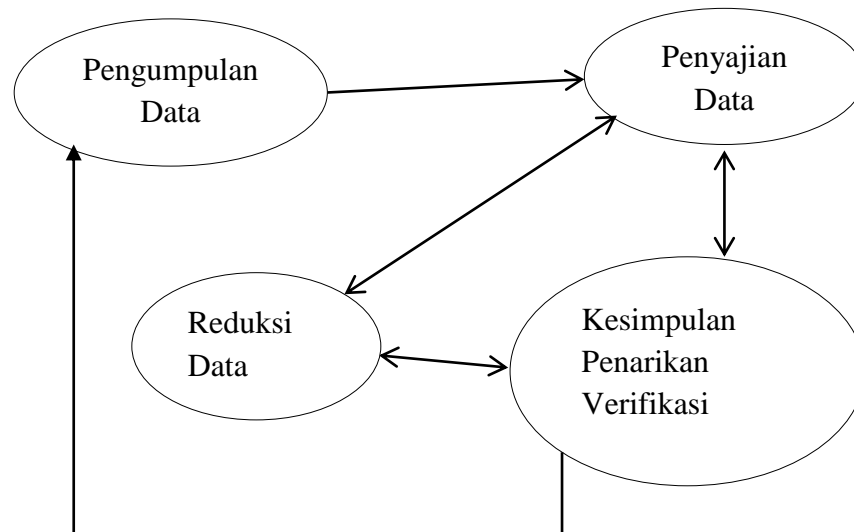 Pengumpulan
Data
Penyajian
Data
Reduksi
Data
Kesimpulan
Penarikan
Verifikasi